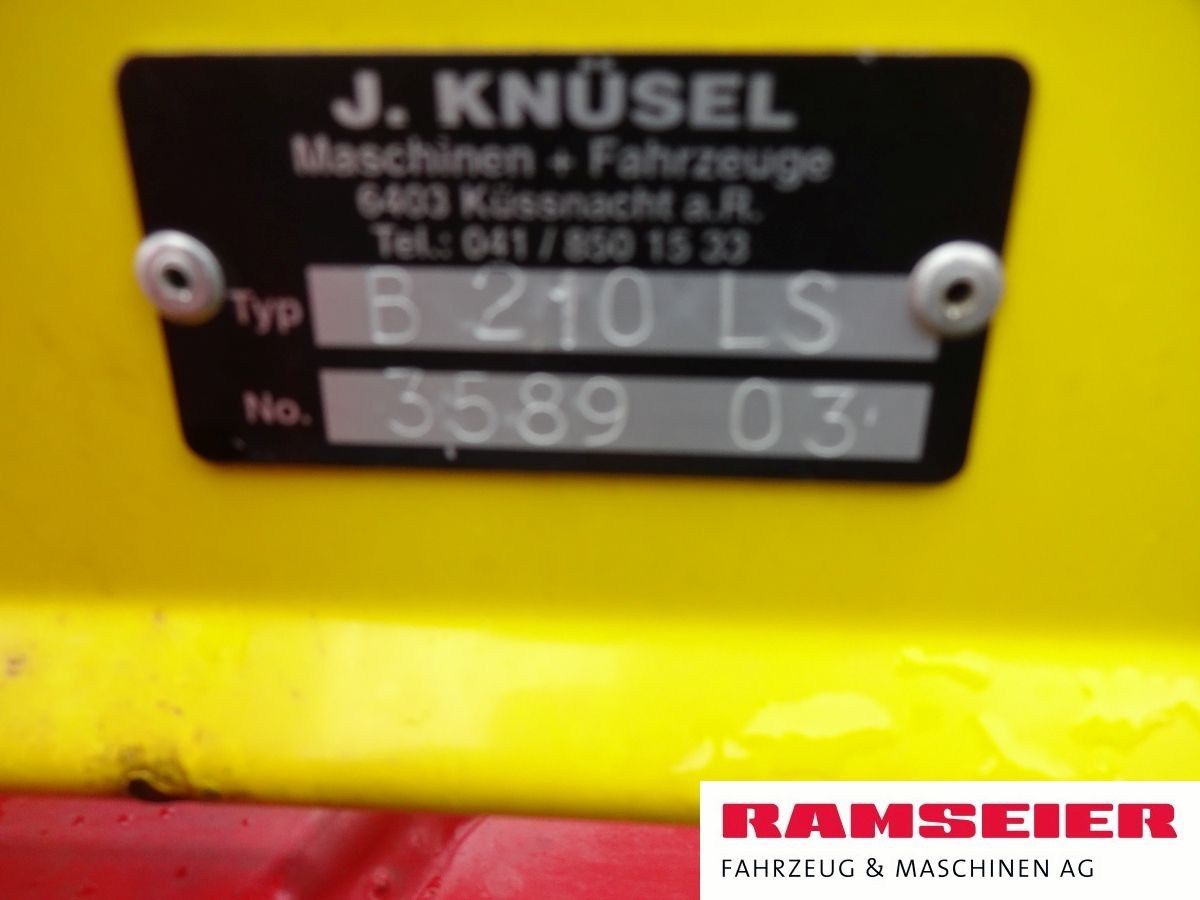 J. KNÜSEL
Maschinen + Fahrzeuge
6403 Küssnacht a.R.
Tel.: 041 / 850 15 33
Typ B 210 LS
No. 3589 03
RAMSEIER
FAHRZEUG & MASCHINEN AG